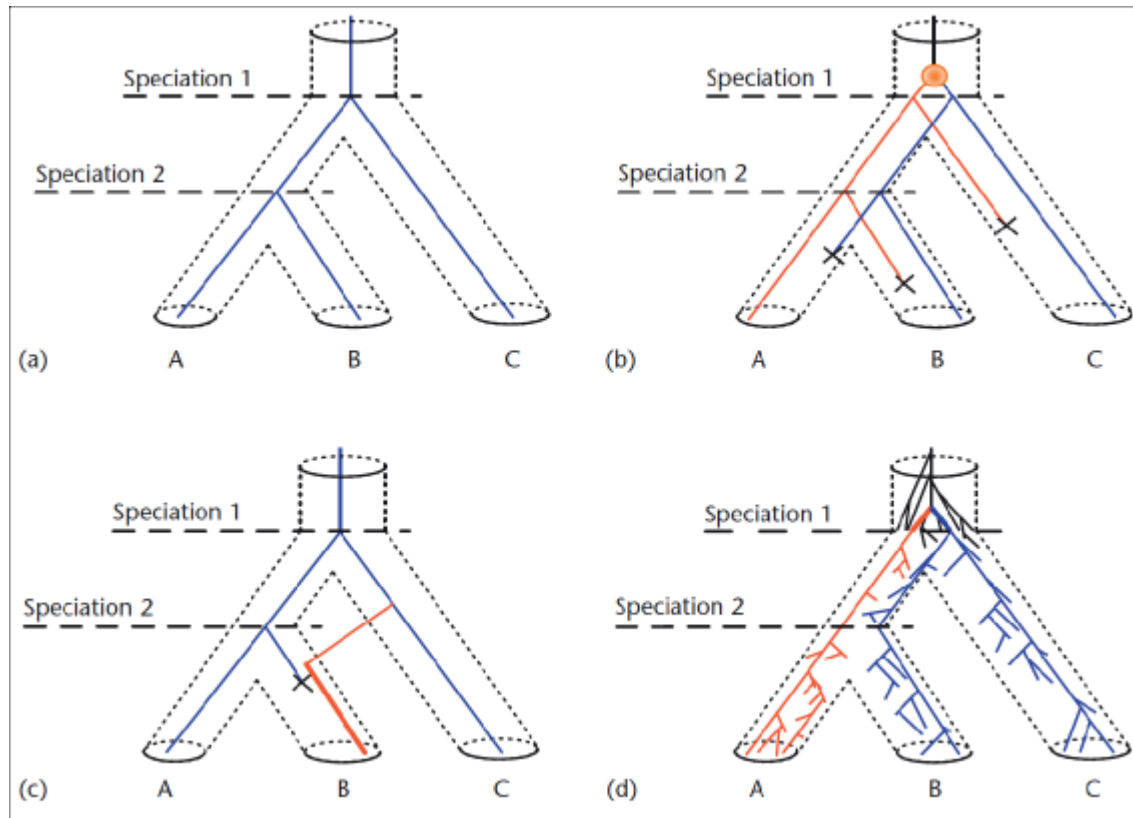 Speciation 1
Speciation 2
(a) A B C
Speciation 1
Speciation 2
(b) A B C
Speciation 1
Speciation 2
(c) A B C
Speciation 1
Speciation 2
(d) A B C